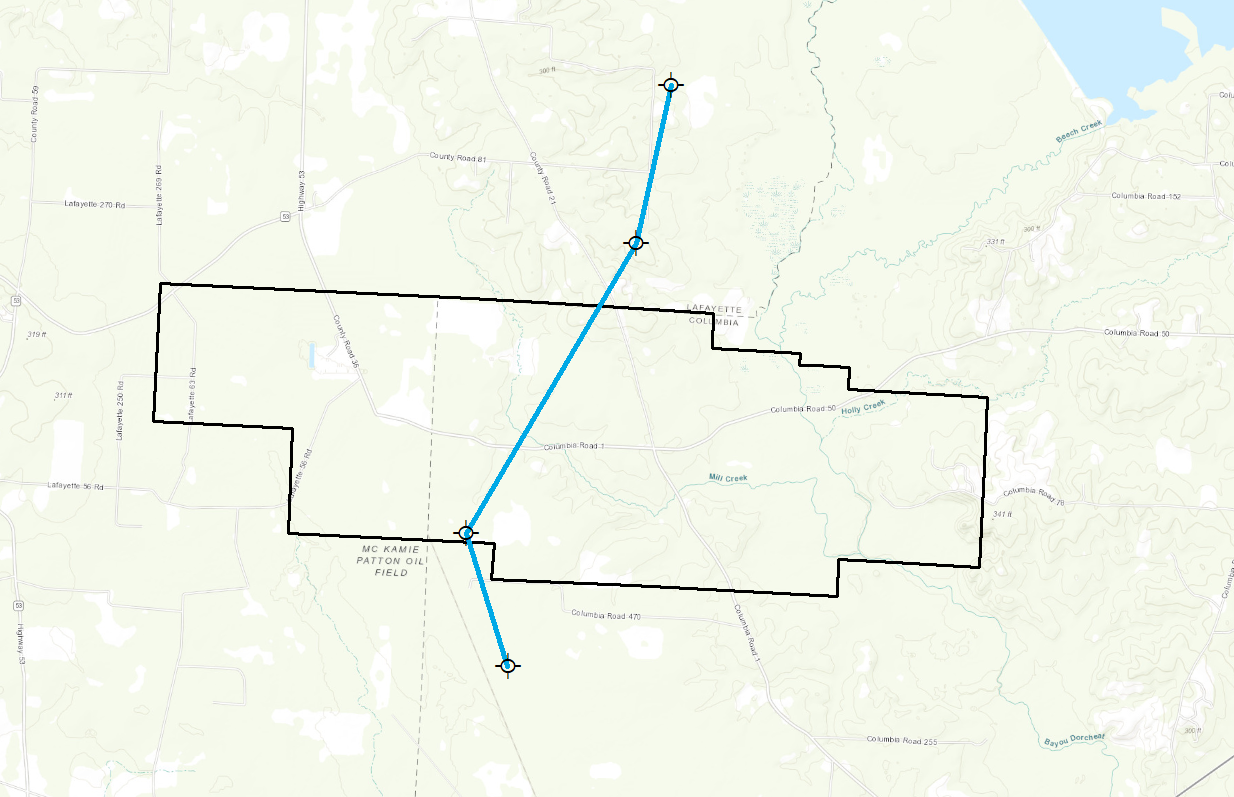 300 ft
County Road 59
Beech Creek
County Road 81
County Road 21
Lafayette 269 Rd
Highway 53
Columbia Road 152
Lafayette 270 Rd
53
300 ft
331 ft
53
LAFAYETTE
COLUMBIA
319 ft
County Road 36
Columbia Road 50
Lafayette 63 Rd
311 ft
Lafayette 250 Rd
Columbia Road 50
Holly Creek
Columbia Road 1
Mill Creek
Lafayette 56 Rd
Lafayette 56 Rd
Columbia Road 76
341 ft
MC KAMIE
PATTON OIL
FIELD
53
Highway 53
Columbia Road 470
Columbia Road 1
300 ft
Columbia Road 255
Bayou Dorcheat